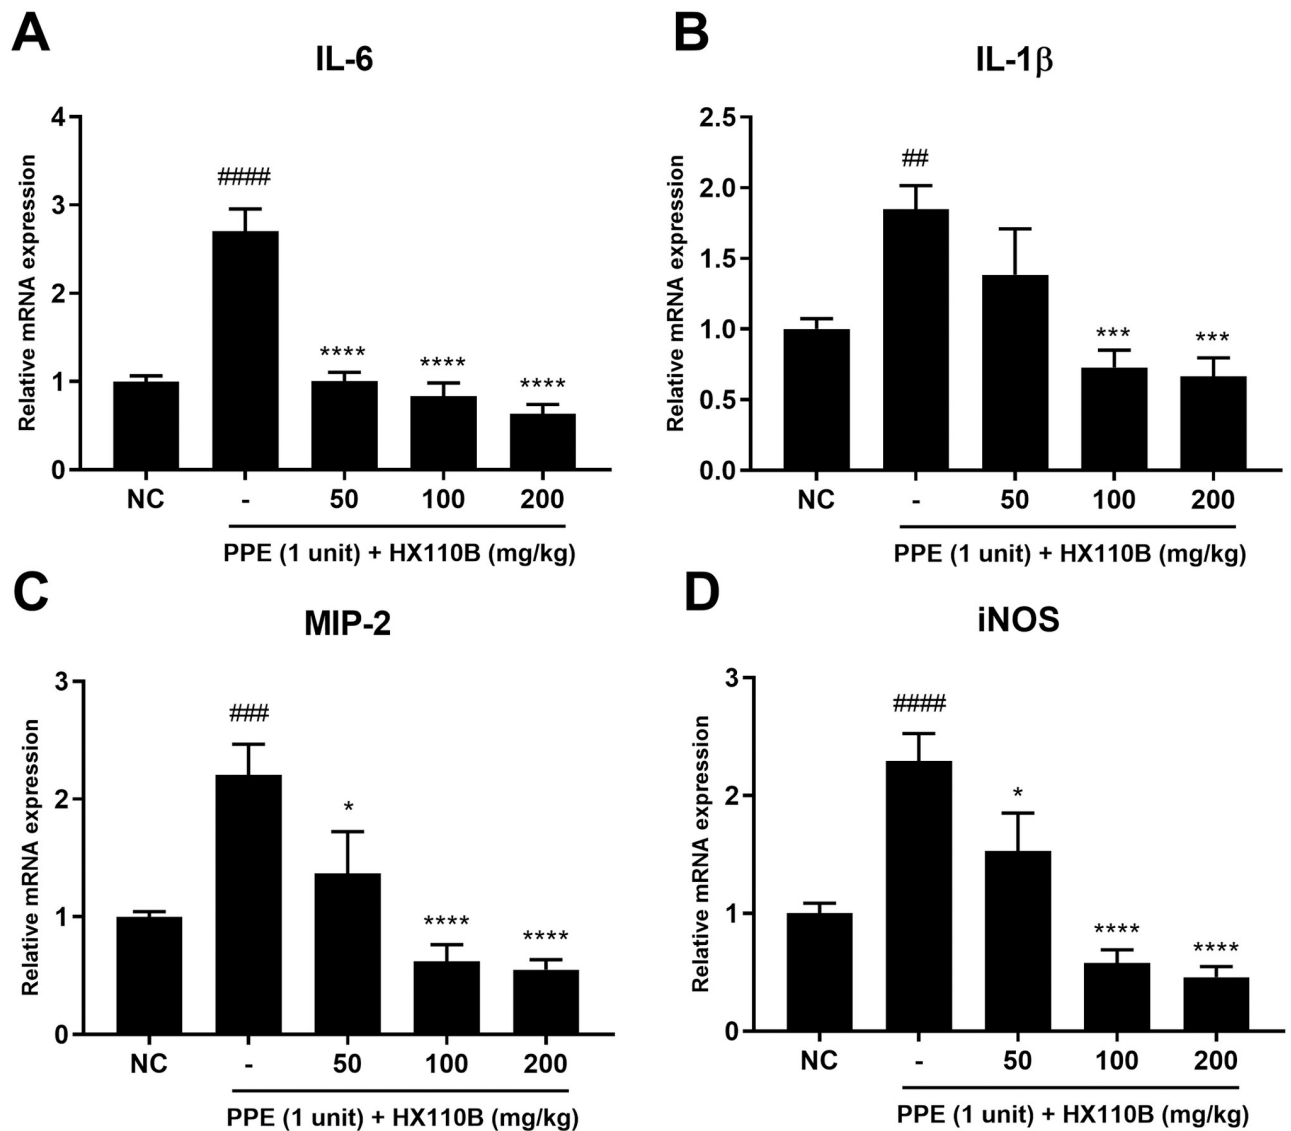 A
IL-6
Relative mRNA expression
4
3
2
1
0
####
****
****
****
NC - 50 100 200
PPE (1 unit) + HX110B (mg/kg)
B
IL-1β
Relative mRNA expression
2.5
2.0
1.5
1.0
0.5
0.0
##
***
***
NC - 50 100 200
PPE (1 unit) + HX110B (mg/kg)
C
MIP-2
Relative mRNA expression
3
2
1
0
###
*
****
****
NC - 50 100 200
PPE (1 unit) + HX110B (mg/kg)
D
iNOS
Relative mRNA expression
3
2
1
0
####
*
****
****
NC - 50 100 200
PPE (1 unit) + HX110B (mg/kg)